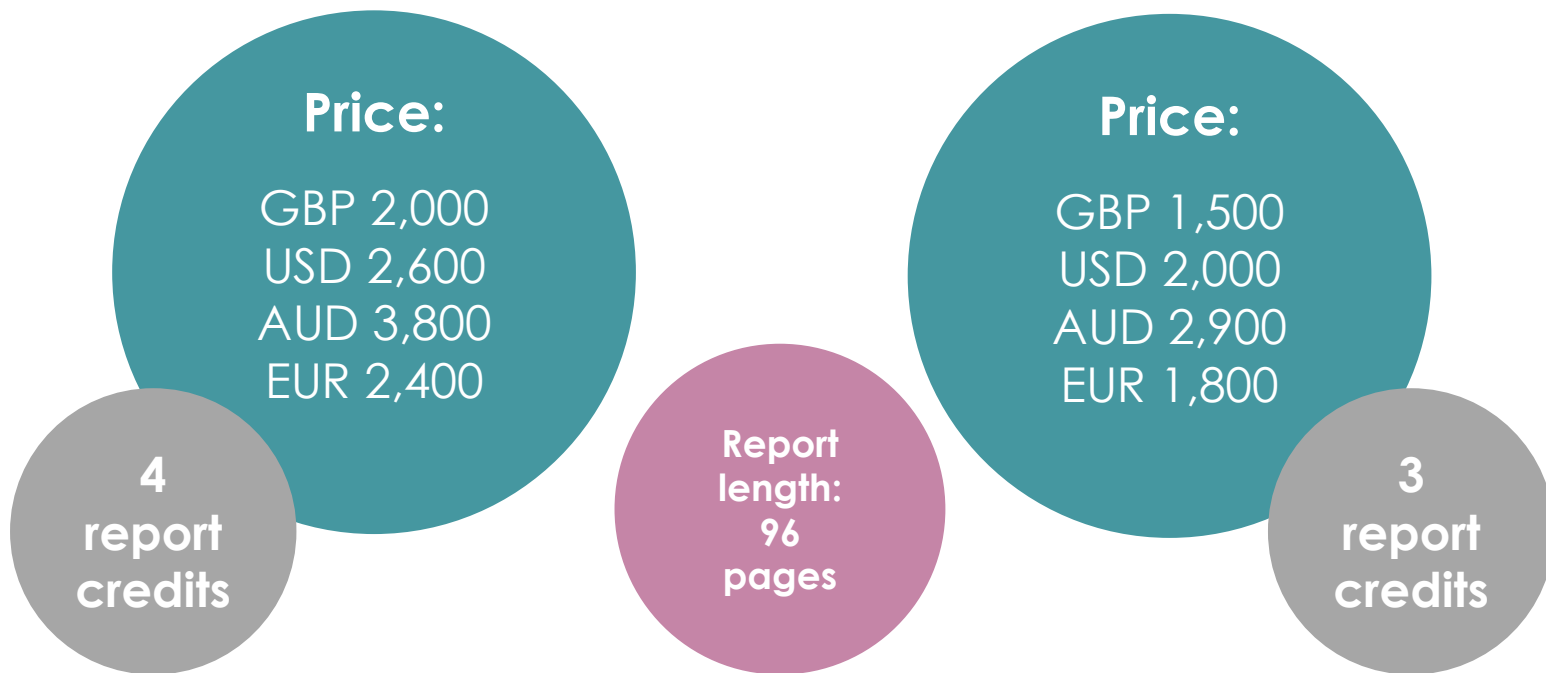 Price:
GBP 2,000
USD 2,600
AUD 3,800
EUR 2,400
4
report
credits
Report
length:
96
pages
Price:
GBP 1,500
USD 2,000
AUD 2,900
EUR 1,800
3
report
credits